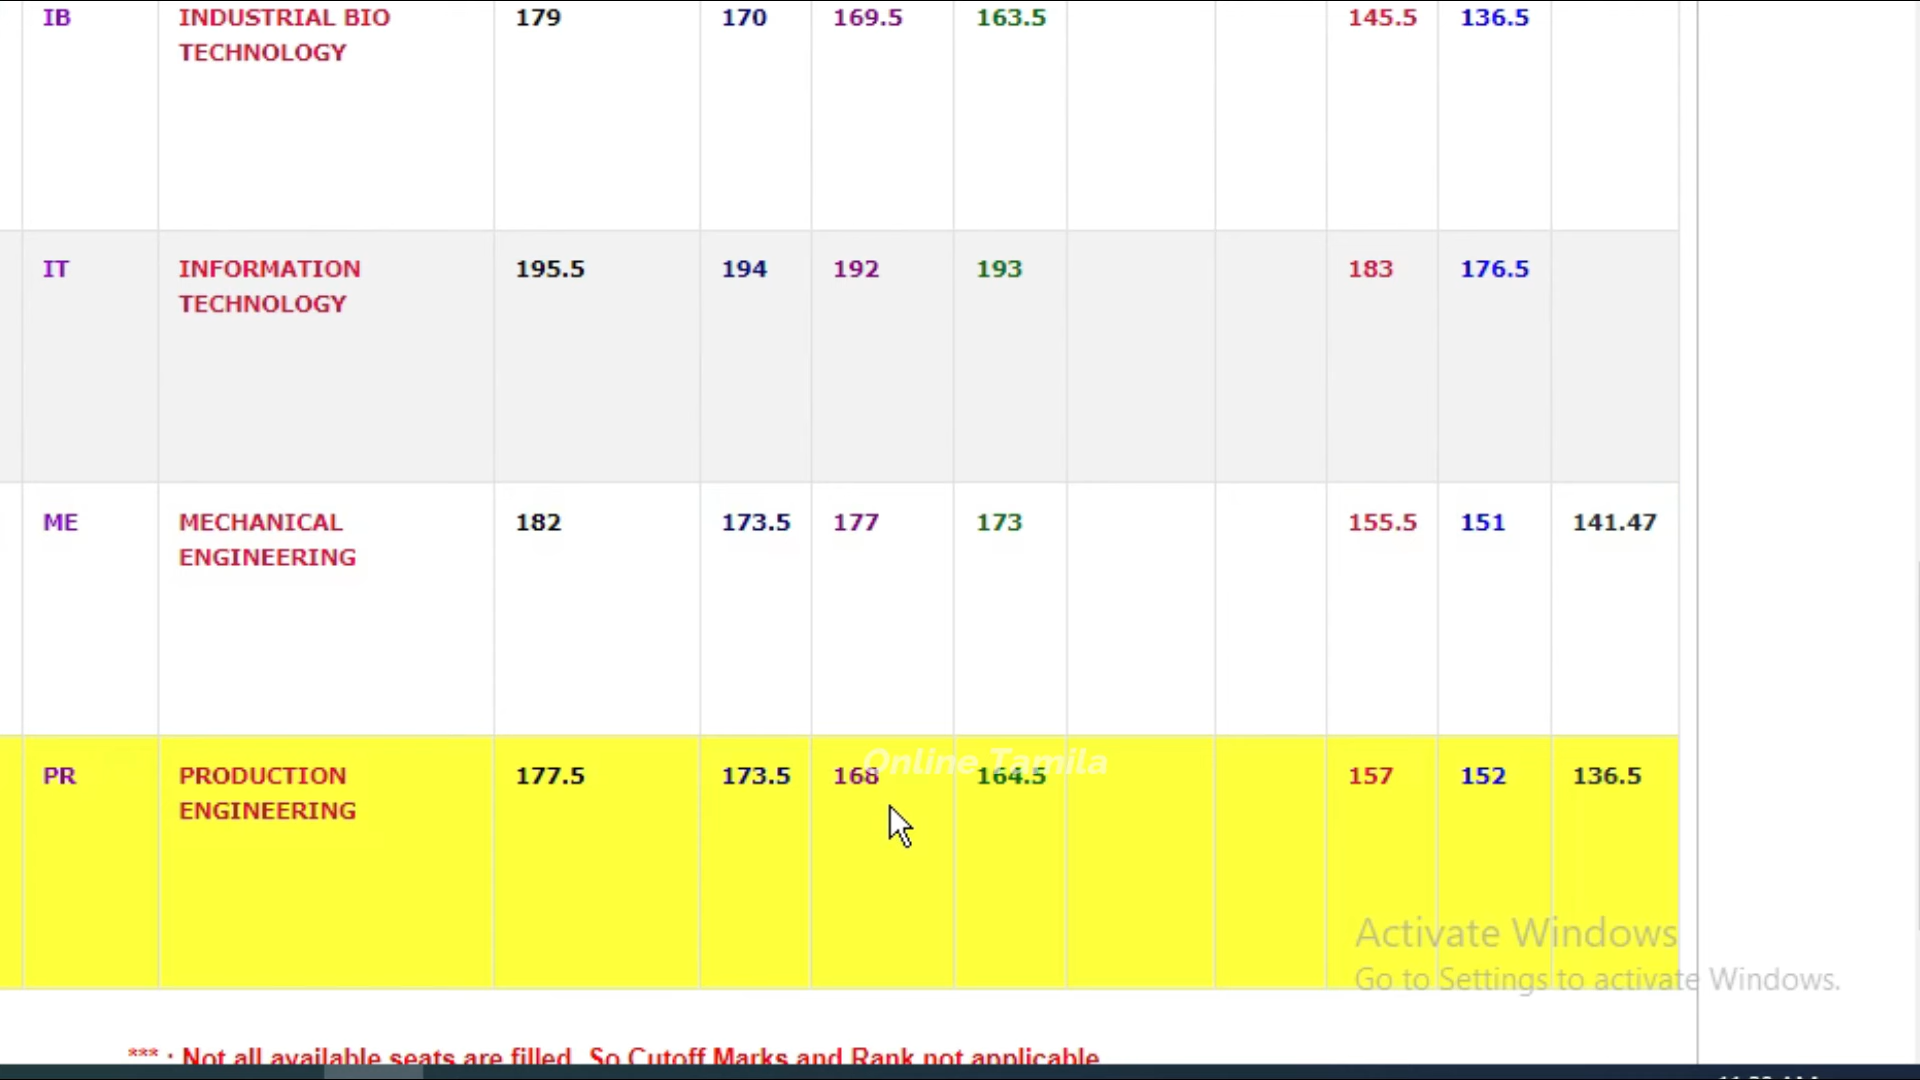 IB INDUSTRIAL BIO 179 170 169.5 163.5 145.5 136.5
TECHNOLOGY
IT INFORMATION 195.5 194 192 193 183 176.5
TECHNOLOGY
ME MECHANICAL 182 173.5 177 173 155.5 151 141.47
ENGINEERING
Online Tamila
PR PRODUCTION 177.5 173.5 168 164.5 157 152 136.5
ENGINEERING
Activate Windows
Go to Settings to activate Windows.
*** : Not all available seats are filled. So Cutoff Marks and Rank not applicable